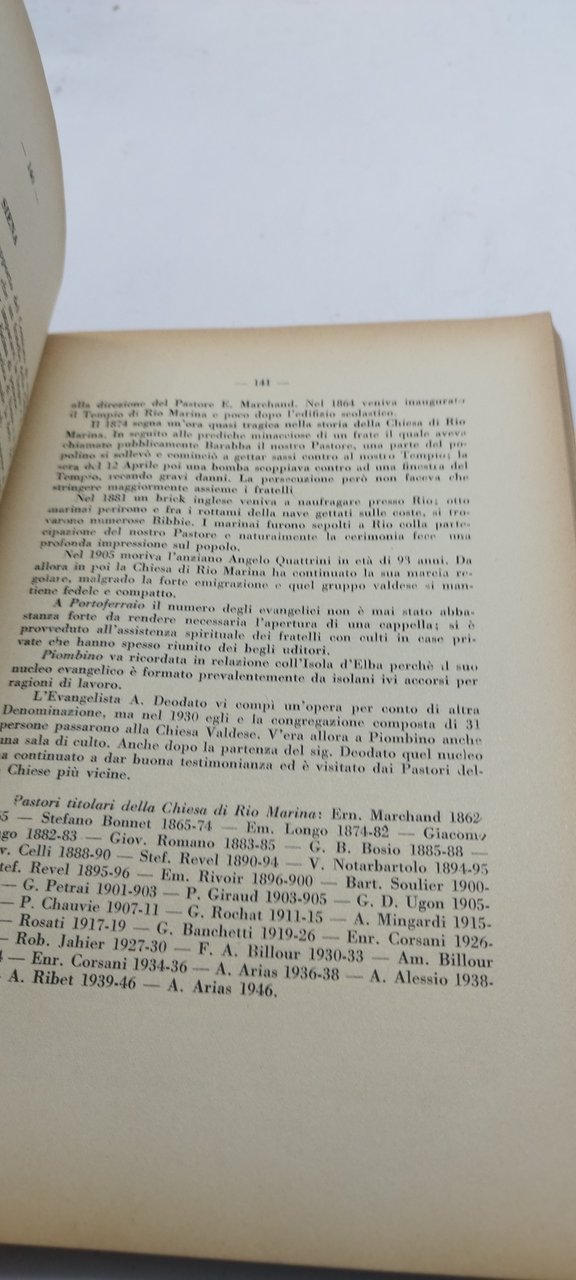 — 140 —
— 141 —
alla direzione del Pastore E. Marchand. Nel 1864 veniva inaugurato
il Tempio di Rio Marina e poco dopo l'edifizio scolastico.
Il 1874 segna un'ora quasi tragica nella storia della Chiesa di Rio
Marina. In seguito alle prediche minacciose di un frate il quale aveva
chiamato pubblicamente Barabba il nostro Pastore, una parte del po-
polino si sollevò e cominciò a gettar sassi contro al nostro Tempio; la
sera del 12 Aprile poi una bomba scoppiava contro ad una finestra del
Tempio, recando gravi danni. La persecuzione però non faceva che
stringere maggiormente assieme i fratelli
Nel 1881 un brick inglese veniva a naufragare presso Rio; otto
marinai perirono e fra i rottami della nave gettati sulle coste, si tro-
varono numerose Bibbie. I marinai furono sepolti a Rio colla parte-
cipazione del nostro Pastore e naturalmente la cerimonia fece una
profonda impressione sul popolo.
Nel 1905 moriva l'anziano Angelo Quattrini in età di 93 anni. Da
allora in poi la Chiesa di Rio Marina ha continuato la sua marcia re-
golare, malgrado la forte emigrazione e quel gruppo valdese si man-
tiene fedele e compatto.
A Portoferraio il numero degli evangelici non è mai stato abba-
stanza forte da rendere necessaria l'apertura di una cappella; si è
provveduto all'assistenza spirituale dei fratelli con culti in case pri-
vate che hanno spesso riunito dei begli uditori.
Piombino va ricordata in relazione coll'Isola d'Elba perchè il suo
nucleo evangelico è formato prevalentemente da isolani ivi accorsi per
ragioni di lavoro.
L'Evangelista A. Deodato vi compì un'opera per conto di altra
Denominazione, ma nel 1930 egli e la congregazione composta di 31
persone passarono alla Chiesa Valdese. V'era allora a Piombino anche
una sala di culto. Anche dopo la partenza del sig. Deodato quel nucleo
ha continuato a dar buona testimonianza ed è visitato dai Pastori del-
Chiese più vicine.
Pastori titolari della Chiesa di Rio Marina: Ern. Marchand 1862
65 — Stefano Bonnet 1865-74 — Em. Longo 1874-82 — Giacomo
ngo 1882-83 — Giov. Romano 1883-85 — G. B. Bosio 1885-88 —
v. Celli 1888-90 — Stef. Revel 1890-94 — V. Notarbartolo 1894-95
tef. Revel 1895-96 — Em. Rivoir 1896-900 — Bart. Soulier 1900-
— G. Petrai 1901-903 — P. Giraud 1903-905 — G. D. Ugon 1905-
— P. Chauvie 1907-11 — G. Rochat 1911-15 — A. Mingardi 1915-
— Rosati 1917-19 — G. Banchetti 1919-26 — Enr. Corsani 1926-
— Rob. Jahier 1927-30 — F. A. Billour 1930-33 — Am. Billour
4 — Enr. Corsani 1934-36 — A. Arias 1936-38 — A. Alessio 1938-
A. Ribet 1939-46 — A. Arias 1946.